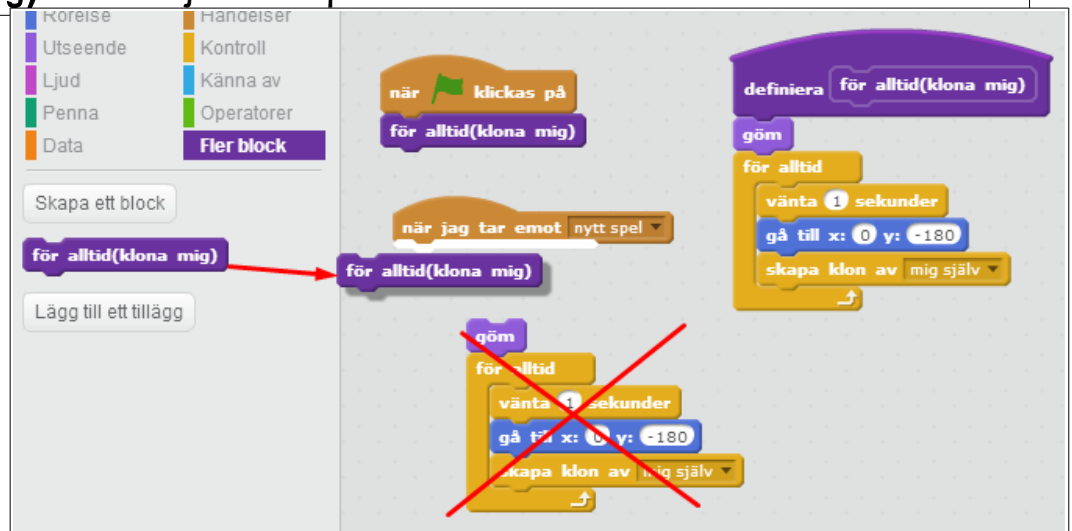 g)
Rörelse
Händelser
Utseende
Kontroll
Ljud
Känna av
Penna
Operatorer
Data
Fler block
Skapa ett block
för alltid(klona mig)
Lägg till ett tillägg
när klickas på
för alltid(klona mig)
när jag tar emot nytt spel
för alltid(klona mig)
göm
för alltid
vänta 1 sekunder
gå till x: 0 y: -180
skapa klon av mig själv
definiera för alltid(klona mig)
göm
för alltid
vänta 1 sekunder
gå till x: 0 y: -180
skapa klon av mig själv